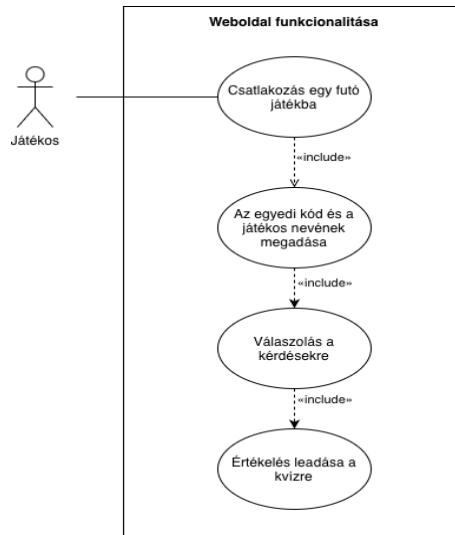 Weboldal funkcionalitása
Csatlakozás egy futó
játékba
Játékos
«include»
Az egyedi kód és a
játékos nevének
megadása
«include»
Válaszolás a
kérdésekre
«include»
Értékelés leadása a
kvízre